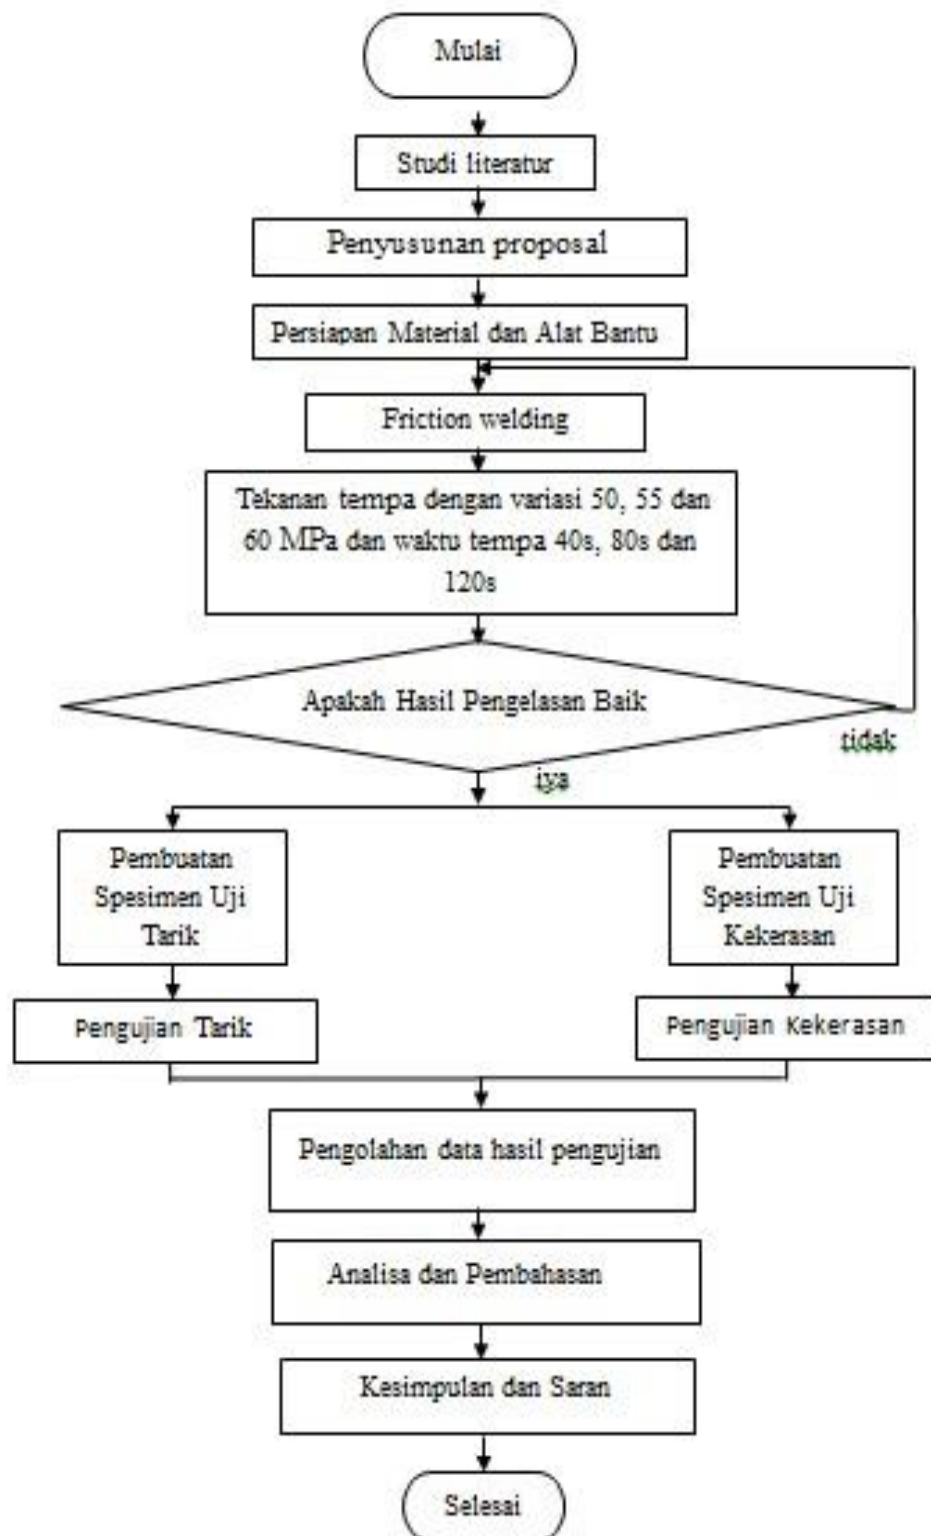 Mulai
Studi literatur
Penyusunan proposal
Persiapan Material dan Alat Bantu
Friction welding
Tekanan tempa dengan variasi 50, 55 dan
60 MPa dan waktu tempa 40s, 80s dan
120s
Apakah Hasil Pengelasan Baik
tidak
iya
Pembuatan
Spesimen Uji
Tarik
Pembuatan
Spesimen Uji
Kekerasan
Pengujian Tarik
Pengujian Kekerasan
Pengolahan data hasil pengujian
Analisa dan Pembahasan
Kesimpulan dan Saran
Selesai